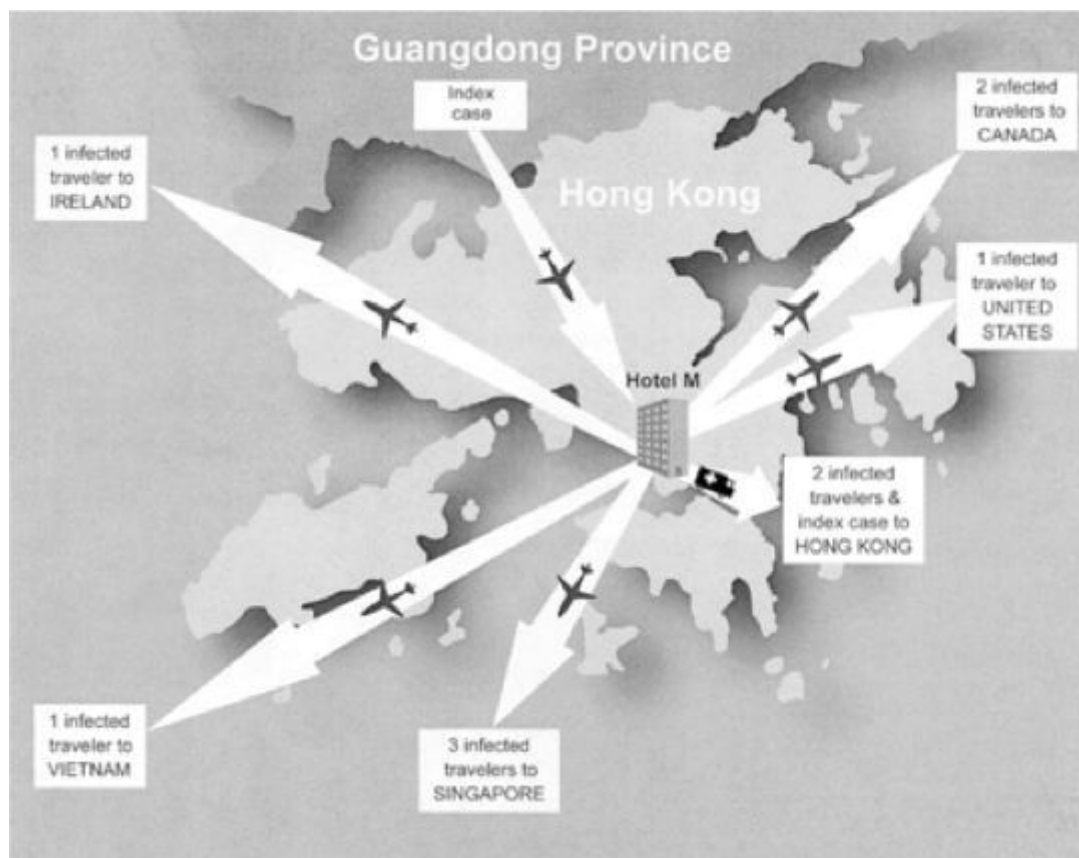 Guangdong Province
Index
case
2 infected
travelers to
CANADA
1 infected
traveler to
IRELAND
Hong Kong
1 infected
traveler to
UNITED
STATES
Hotel M
2 infected
travelers &
index case to
HONG KONG
1 infected
traveler to
VIETNAM
3 infected
travelers to
SINGAPORE